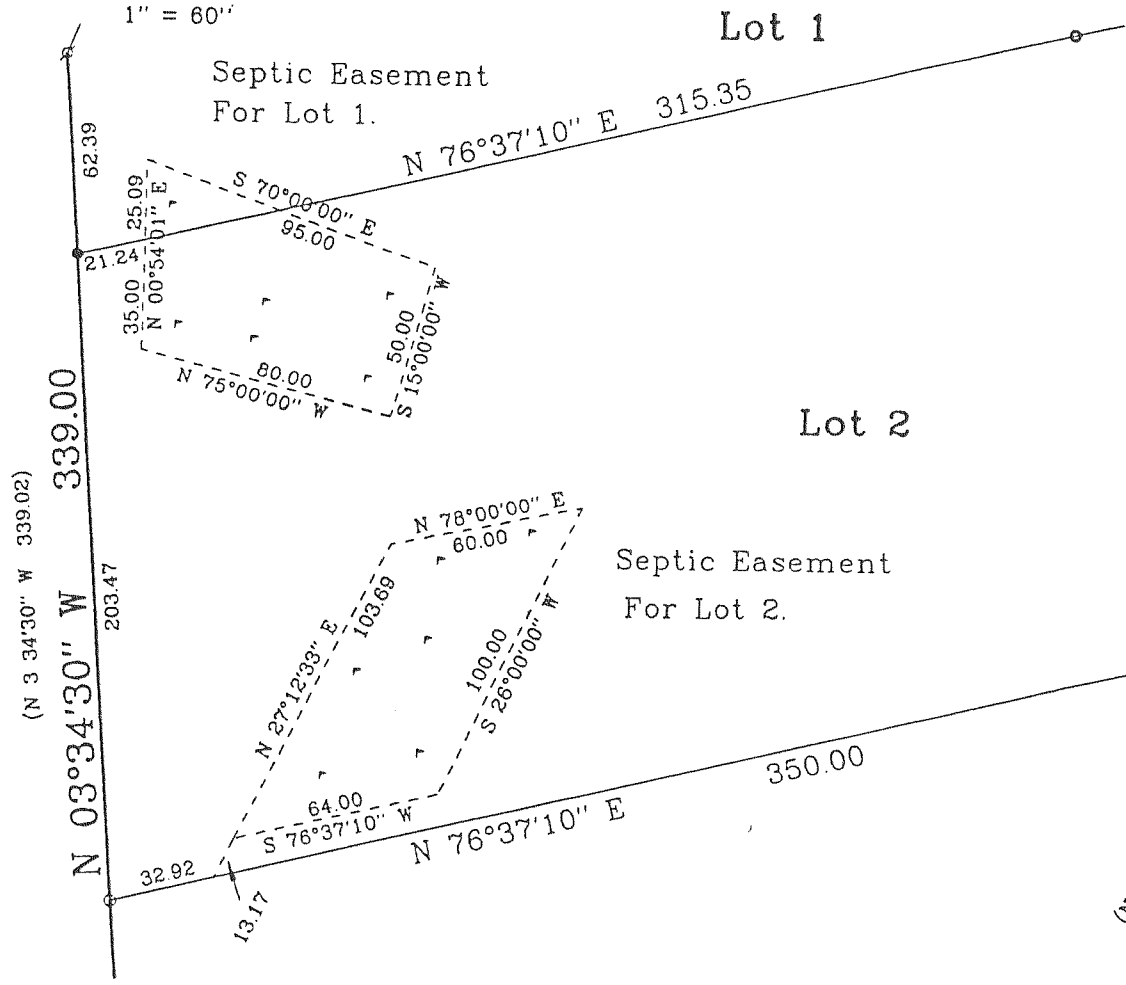 1" = 60"
Lot 1
Septic Easement
For Lot 1.
N 76°37'10" E 315.35
62.39
S 70°00'00" E
95.00
25.09
N 00°54'01" E
21.24
35.00
50.00
S 15°00'00" W
80.00
N 75°00'00" W
N 03°34'30" W 339.00
(N 3 34'30" W 339.02)
203.47
Lot 2
N 78°00'00" E
60.00
Septic Easement
For Lot 2.
N 27°12'33" E
103.69
100.00
S 26°00'00" W
64.00
S 76°37'10" W
350.00
N 76°37'10" E
32.92
13.17